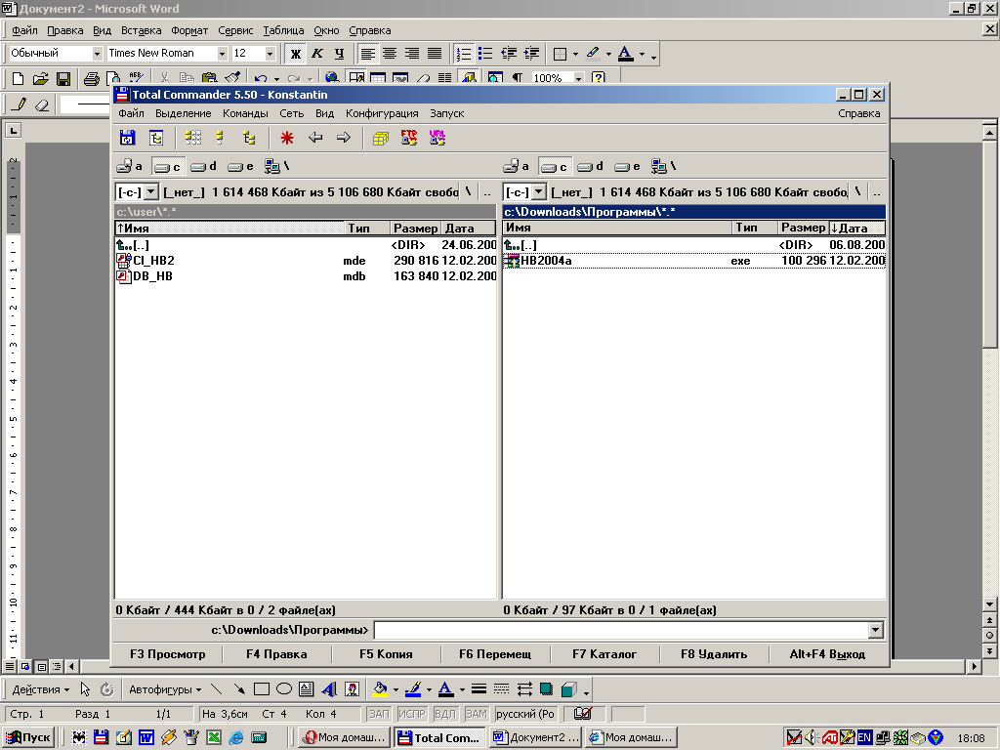 Документ2 - Microsoft Word
Файл Правка Вид Вставка Формат Сервис Таблица Окно Справка
Обычный Times New Roman 12 Ж К Ч
100%
Total Commander 5.50 - Konstantin
Файл Выделение Команды Сеть Вид Конфигурация Запуск Справка
FTP
a c d e \ a c d e \
[-c-] [_нет_] 1 614 468 Кбайт из 5 106 680 Кбайт свобо \ .. [-c-] [_нет_] 1 614 468 Кбайт из 5 106 680 Кбайт свобо \ ..
c:\user\*.* c:\Downloads\Программы\*.*
↑Имя Тип Размер Дата Имя Тип Размер ↓Дата
..[..] <DIR> 24.06.200 ..[..] <DIR> 06.08.200
CI_HB2 mde 290 816 12.02.200 HB2004a exe 100 296 12.02.200
DB_HB mdb 163 840 12.02.200
0 Кбайт / 444 Кбайт в 0 / 2 файле(ах) 0 Кбайт / 97 Кбайт в 0 / 1 файле(ах)
c:\Downloads\Программы>
F3 Просмотр F4 Правка F5 Копия F6 Перемещ F7 Каталог F8 Удалить Alt+F4 Выход
Действия Автофигуры
Стр. 1 Разд 1 1/1 На 3,6см Ст 4 Кол 4 ЗАП ИСПР ВДЛ ЗАМ русский (Ро
Пуск Моя домаш... Total Com... Документ2 ... Моя домаш... EN 18:08